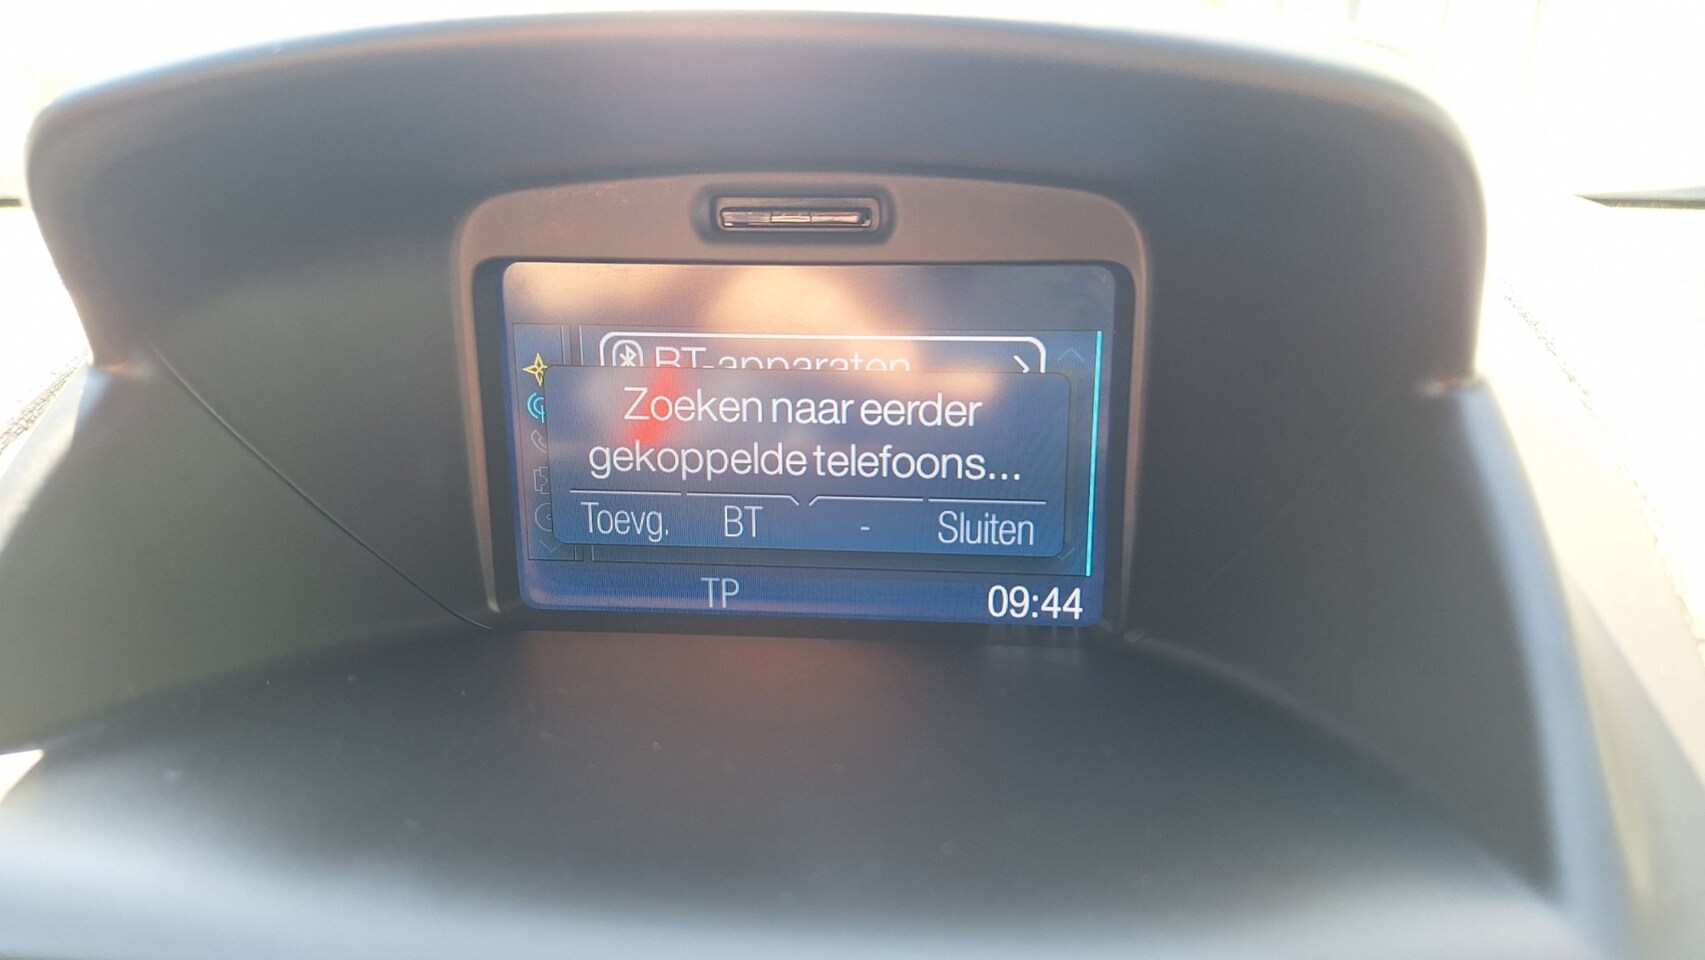 BT-apparaten
Zoeken naar eerder
gekoppelde telefoons...
Toevg. BT - Sluiten
TP 09:44